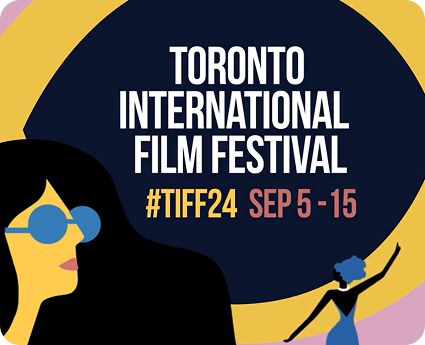 TORONTO
INTERNATIONAL
FILM FESTIVAL
#TIFF24 SEP 5 - 15